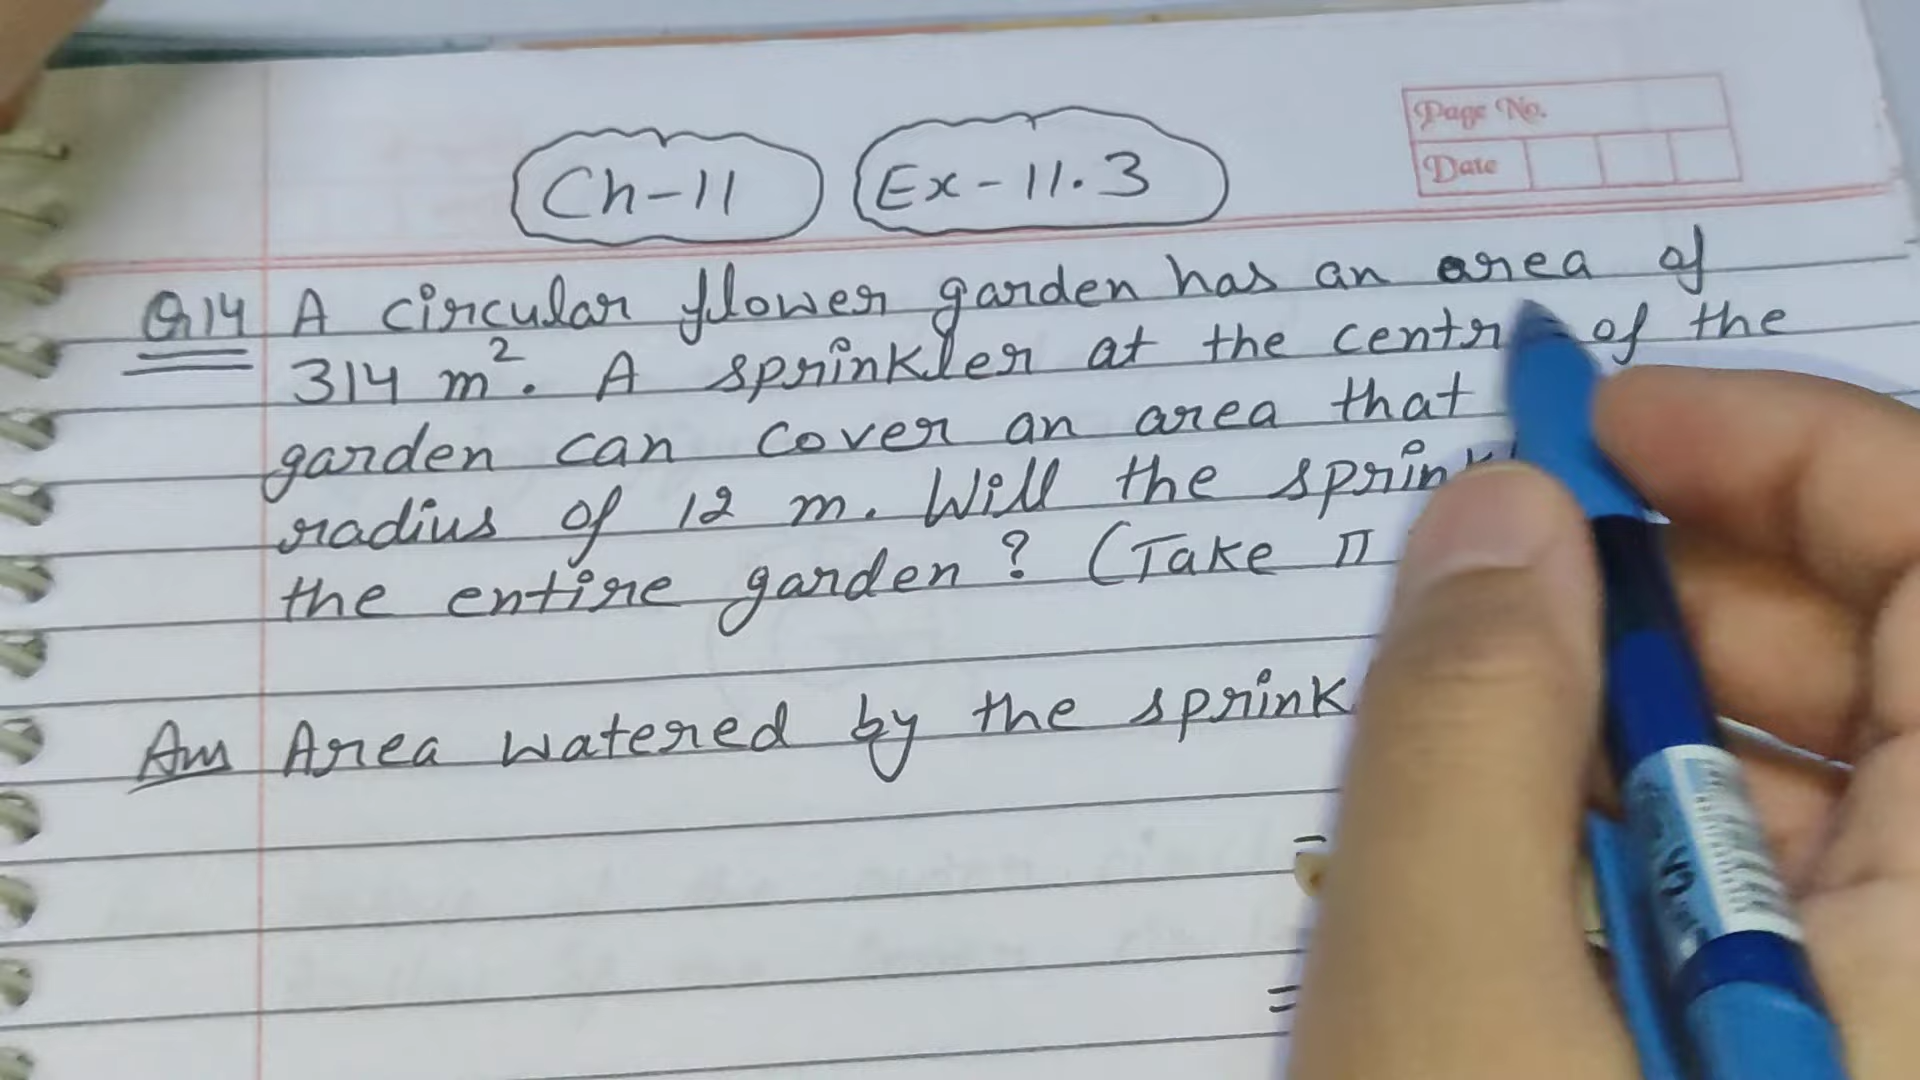 Page No.
Date
Ch-11 Ex-11.3
Q.14 A circular flower garden has an area of
314 m². A sprinkler at the centr of the
garden can cover an area that
radius of 12 m. Will the sprin
the entire garden? (Take π
Ans Area watered by the sprink
=
=